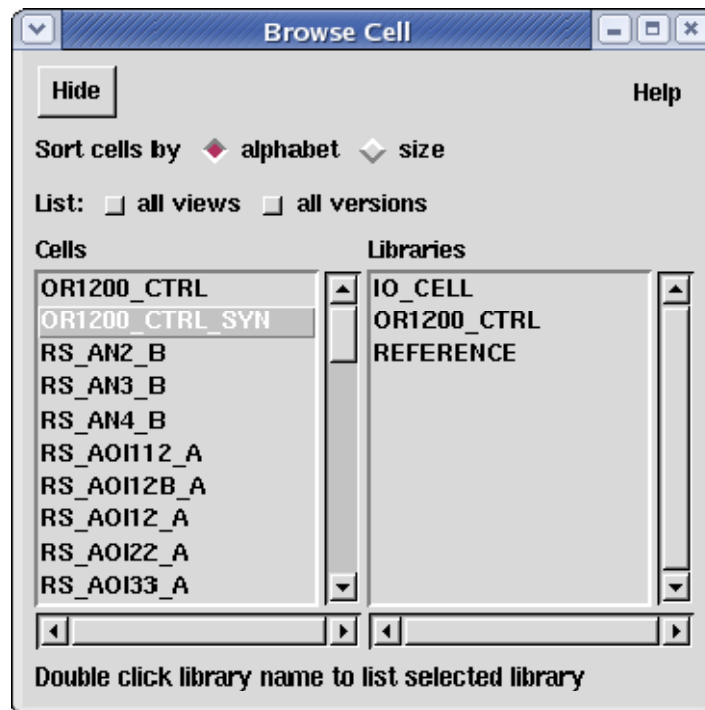 Browse Cell
Hide Help
Sort cells by alphabet size
List: all views all versions
Cells Libraries
OR1200_CTRL IO_CELL
OR1200_CTRL_SYN OR1200_CTRL
RS_AN2_B REFERENCE
RS_AN3_B
RS_AN4_B
RS_AOI112_A
RS_AOI12B_A
RS_AOI12_A
RS_AOI22_A
RS_AOI33_A
Double click library name to list selected library